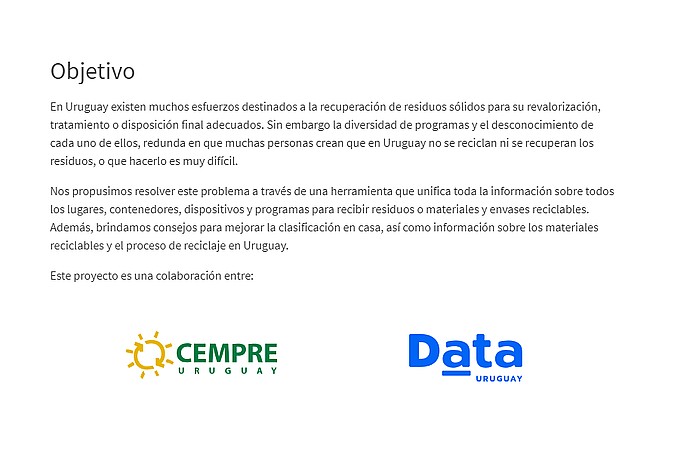 Objetivo
En Uruguay existen muchos esfuerzos destinados a la recuperación de residuos sólidos para su revalorización,
tratamiento o disposición final adecuados. Sin embargo la diversidad de programas y el desconocimiento de
cada uno de ellos, redunda en que muchas personas crean que en Uruguay no se reciclan ni se recuperan los
residuos, o que hacerlo es muy difícil.
Nos propusimos resolver este problema a través de una herramienta que unifica toda la información sobre todos
los lugares, contenedores, dispositivos y programas para recibir residuos o materiales y envases reciclables.
Además, brindamos consejos para mejorar la clasificación en casa, así como información sobre los materiales
reciclables y el proceso de reciclaje en Uruguay.
Este proyecto es una colaboración entre:
CEMPRE
URUGUAY
Data
URUGUAY